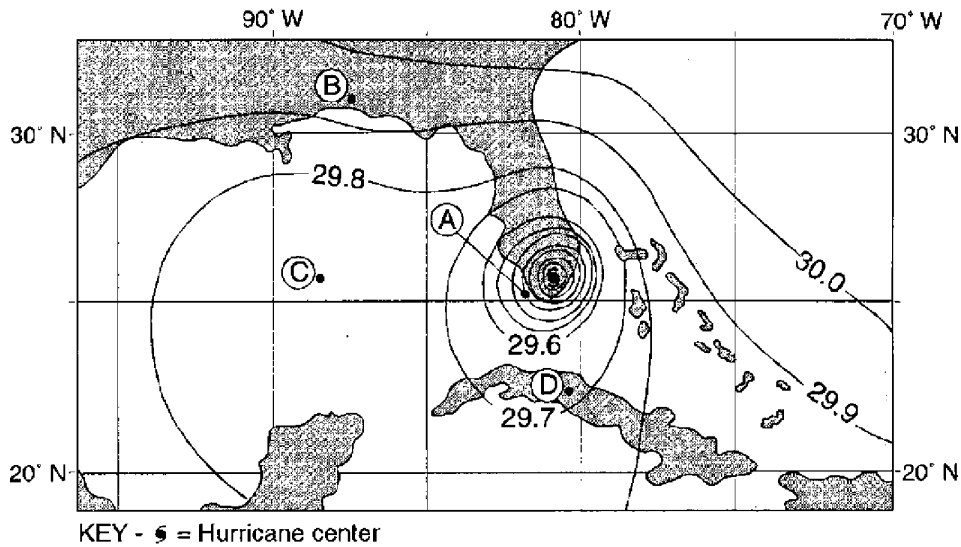 90° W 80° W 70° W
B
30° N 30° N
29.8
A
C
30.0
29.6
D
29.7
29.9
20° N 20° N
KEY - = Hurricane center